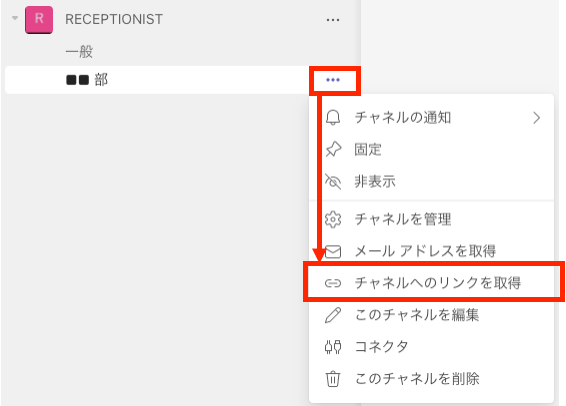 R RECEPTIONIST
一般
■■ 部
チャネルの通知
固定
非表示
チャネルを管理
メール アドレスを取得
チャネルへのリンクを取得
このチャネルを編集
コネクタ
このチャネルを削除